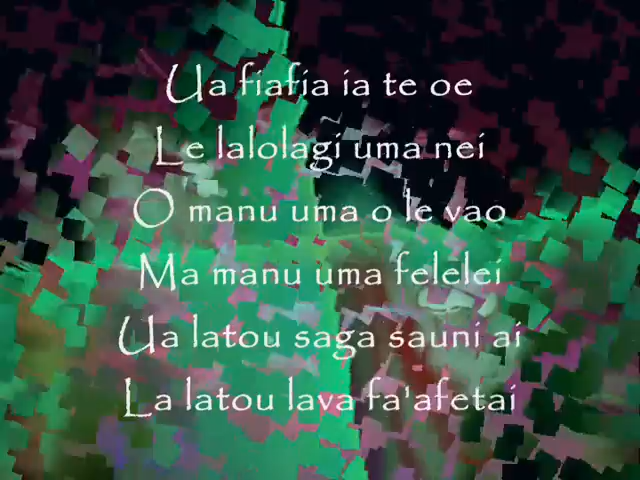 Ua fiafia ia te oe
Le lalolagi uma nei
O manu uma o le vao
Ma manu uma felelei
Ua latou saga sauni ai
La latou lava fa'afetai